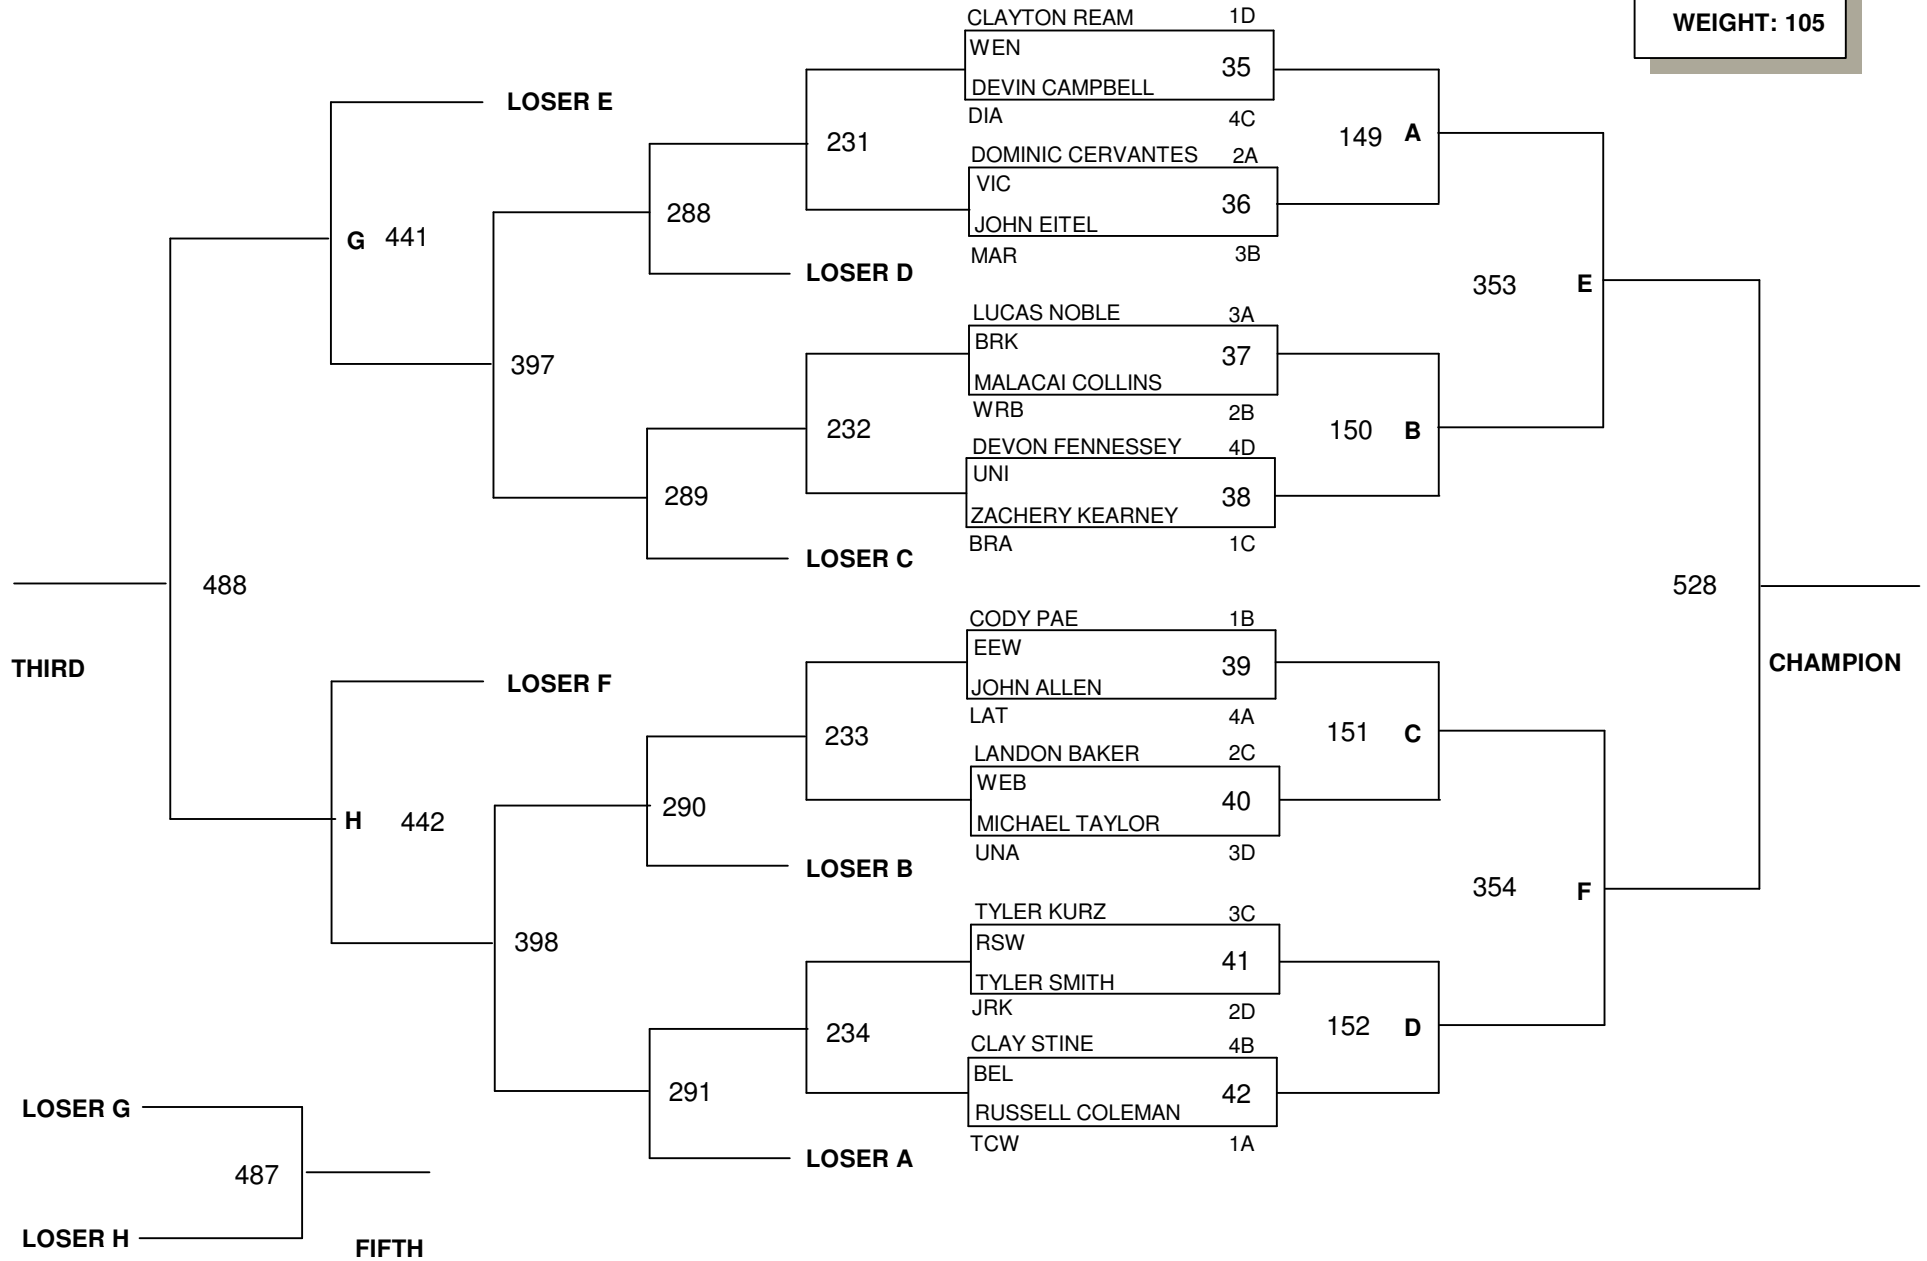 WEIGHT: 105
CLAYTON REAM 1D
WEN
35
DEVIN CAMPBELL
DIA 4C
DOMINIC CERVANTES 2A
VIC
36
JOHN EITEL
MAR 3B
LUCAS NOBLE 3A
BRK
37
MALACAI COLLINS
WRB 2B
DEVON FENNESSEY 4D
UNI
38
ZACHERY KEARNEY
BRA 1C
CODY PAE 1B
EEW
39
JOHN ALLEN
LAT 4A
LANDON BAKER 2C
WEB
40
MICHAEL TAYLOR
UNA 3D
TYLER KURZ 3C
RSW
41
TYLER SMITH
JRK 2D
CLAY STINE 4B
BEL
42
RUSSELL COLEMAN
TCW 1A
149 A
150 B
151 C
152 D
353 E
354 F
528
CHAMPION
231
232
233
234
288
LOSER D
289
LOSER C
290
LOSER B
291
LOSER A
397
398
LOSER E
G 441
LOSER F
H 442
488
THIRD
LOSER G
487
LOSER H
FIFTH